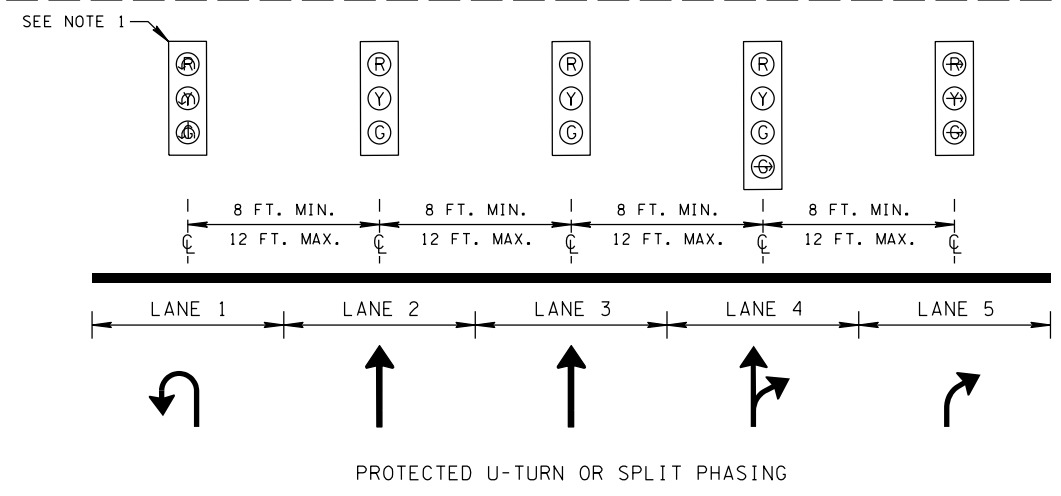 SEE NOTE 1
R R R R R
Y Y Y Y Y
G G G G G
G
8 FT. MIN. 8 FT. MIN. 8 FT. MIN. 8 FT. MIN.
12 FT. MAX. 12 FT. MAX. 12 FT. MAX. 12 FT. MAX.
℄ ℄ ℄ ℄ ℄
LANE 1 LANE 2 LANE 3 LANE 4 LANE 5
PROTECTED U-TURN OR SPLIT PHASING